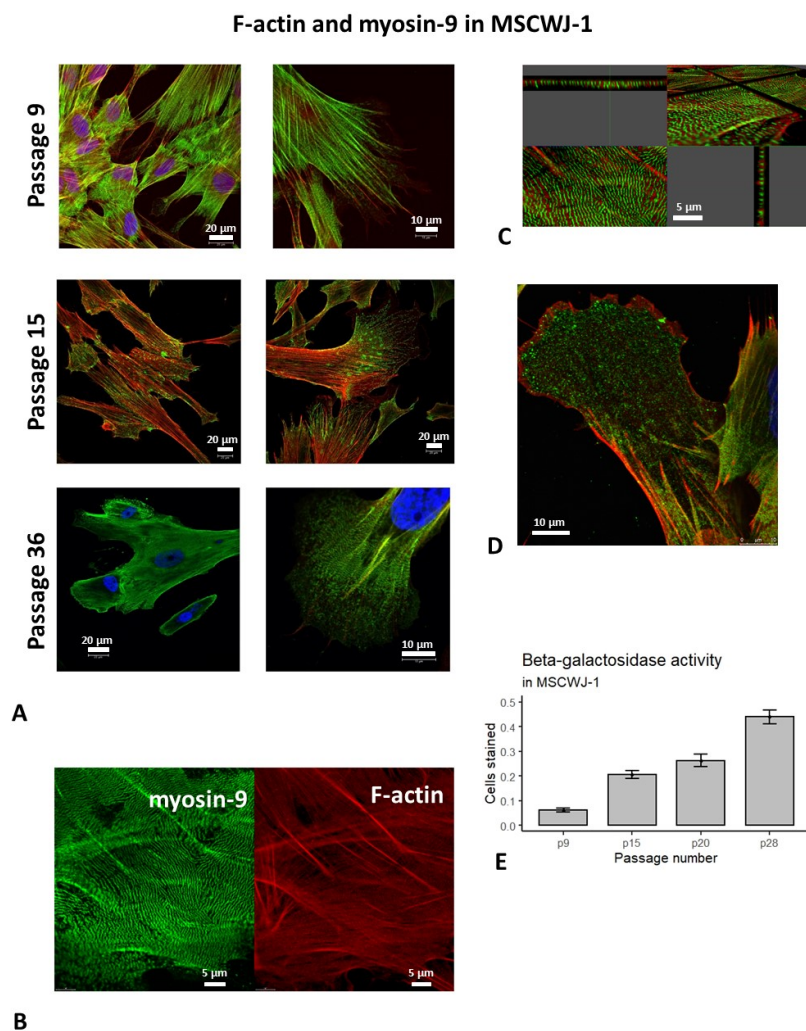 F-actin and myosin-9 in MSCWJ-1
Passage 9
20 µm
10 µm
5 µm
C
Passage 15
20 µm
20 µm
10 µm
D
Passage 36
20 µm
10 µm
A
Beta-galactosidase activity
in MSCWJ-1
Cells stained
0.5
0.4
0.3
0.2
0.1
0.0
p9
p15
p20
p28
Passage number
E
myosin-9
F-actin
5 µm
5 µm
B